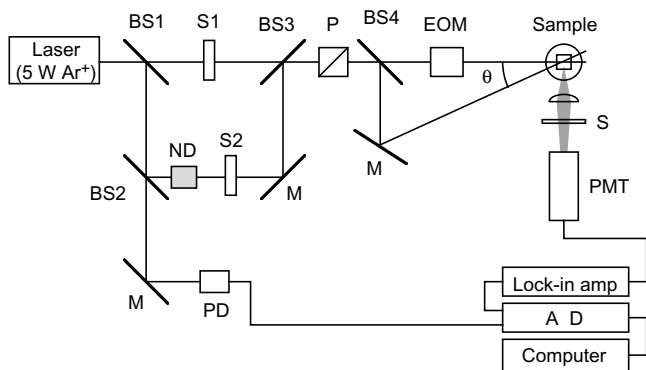 BS1 S1 BS3 P BS4 EOM Sample
Laser
(5 W Ar⁺)
θ
ND S2
S
BS2 M M PMT
M PD
Lock-in amp
A D
Computer